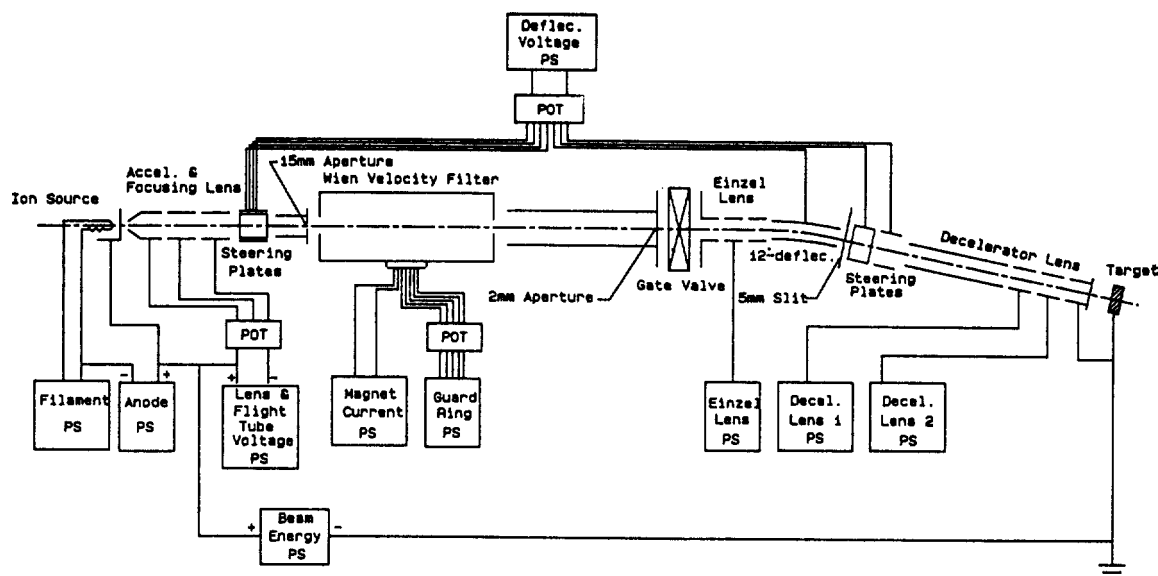 Deflec.
Voltage
PS
POT
15mm Aperture
Wien Velocity Filter
Accel. &
Focusing Lens
Ion Source
Steering
Plates
Einzel
Lens
12°deflec.
Decelerator Lens
Target
Steering
Plates
5mm Slit
Gate Valve
2mm Aperture
POT
POT
- +
+ -
Filament
PS
Anode
PS
Lens &
Flight
Tube
Voltage
PS
Magnet
Current
PS
Guard
Ring
PS
Einzel
Lens
PS
Decel.
Lens 1
PS
Decel.
Lens 2
PS
+ -
Beam
Energy
PS